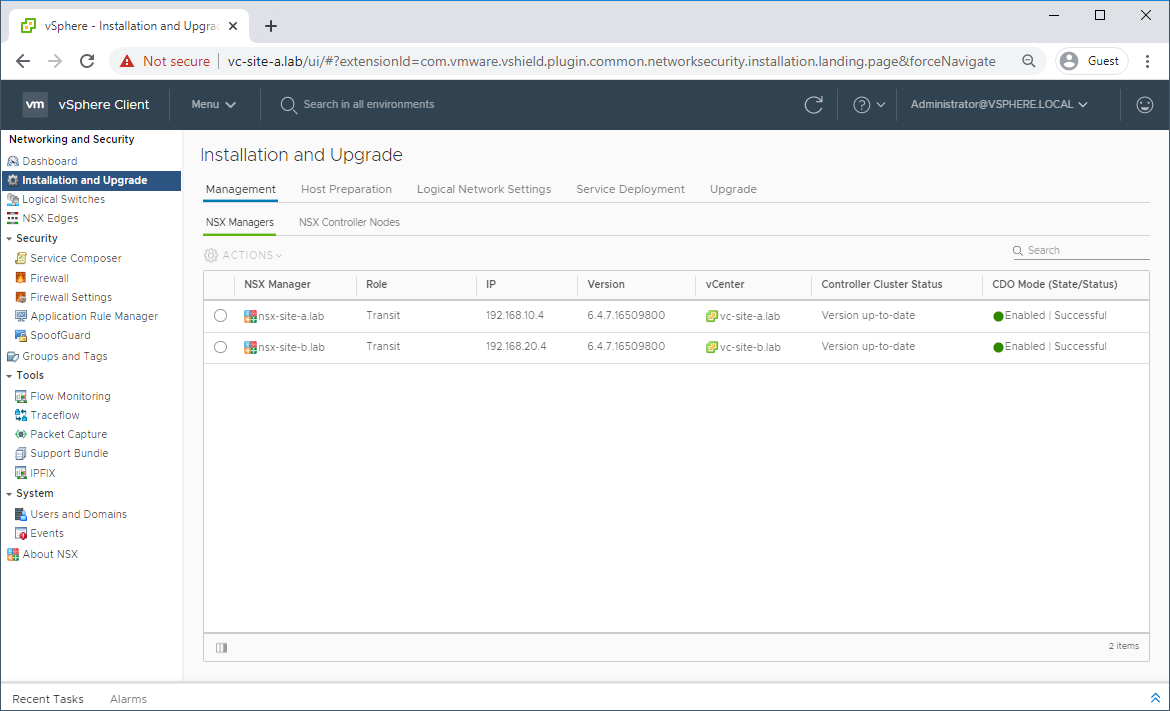 vSphere - Installation and Upgra
Not secure
vc-site-a.lab/ui/#?extensionId=com.vmware.vshield.plugin.common.networksecurity.installation.landing.page&forceNavigate
Guest
vm
vSphere Client
Menu
Search in all environments
Administrator@VSPHERE.LOCAL
Networking and Security
Dashboard
Installation and Upgrade
Logical Switches
NSX Edges
Security
Service Composer
Firewall
Firewall Settings
Application Rule Manager
SpoofGuard
Groups and Tags
Tools
Flow Monitoring
Traceflow
Packet Capture
Support Bundle
IPFIX
System
Users and Domains
Events
About NSX
Installation and Upgrade
Management Host Preparation Logical Network Settings Service Deployment Upgrade
NSX Managers NSX Controller Nodes
ACTIONS
Search
NSX Manager Role IP Version vCenter Controller Cluster Status CDO Mode (State/Status)
nsx-site-a.lab Transit 192.168.10.4 6.4.7.16509800 vc-site-a.lab Version up-to-date Enabled | Successful
nsx-site-b.lab Transit 192.168.20.4 6.4.7.16509800 vc-site-b.lab Version up-to-date Enabled | Successful
2 items
Recent Tasks Alarms